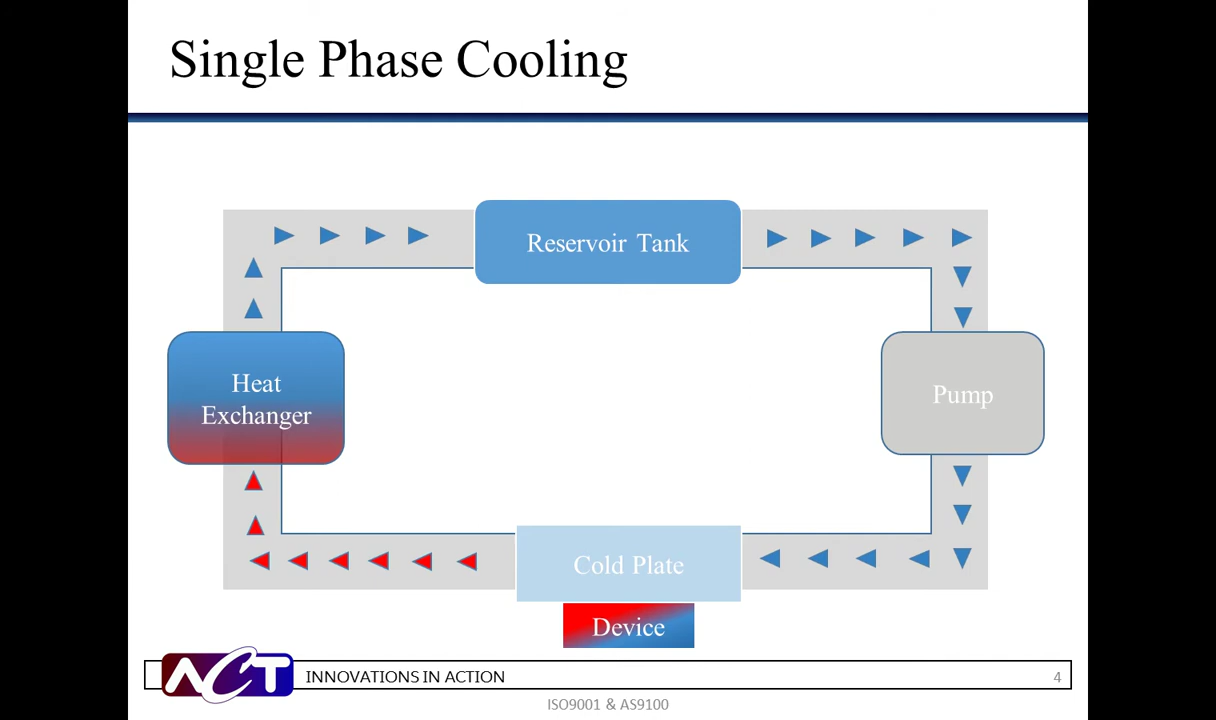 Single Phase Cooling
Reservoir Tank
Heat
Exchanger
Pump
Cold Plate
Device
ACT
INNOVATIONS IN ACTION
4
ISO9001 & AS9100